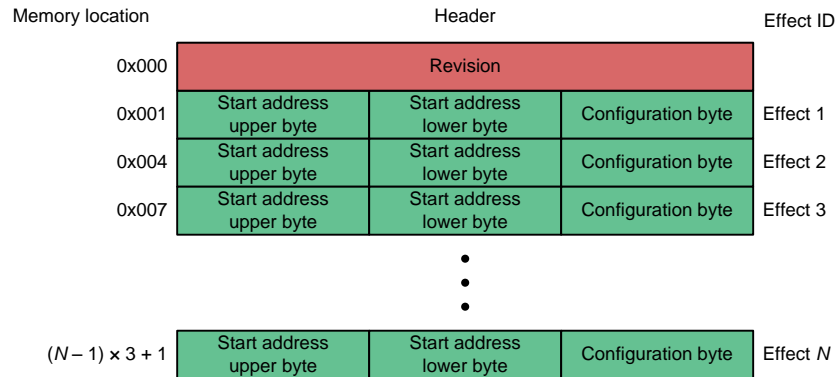 Memory location Header Effect ID
0x000 Revision
0x001 Start address upper byte Start address lower byte Configuration byte Effect 1
0x004 Start address upper byte Start address lower byte Configuration byte Effect 2
0x007 Start address upper byte Start address lower byte Configuration byte Effect 3
(N – 1) × 3 + 1 Start address upper byte Start address lower byte Configuration byte Effect N